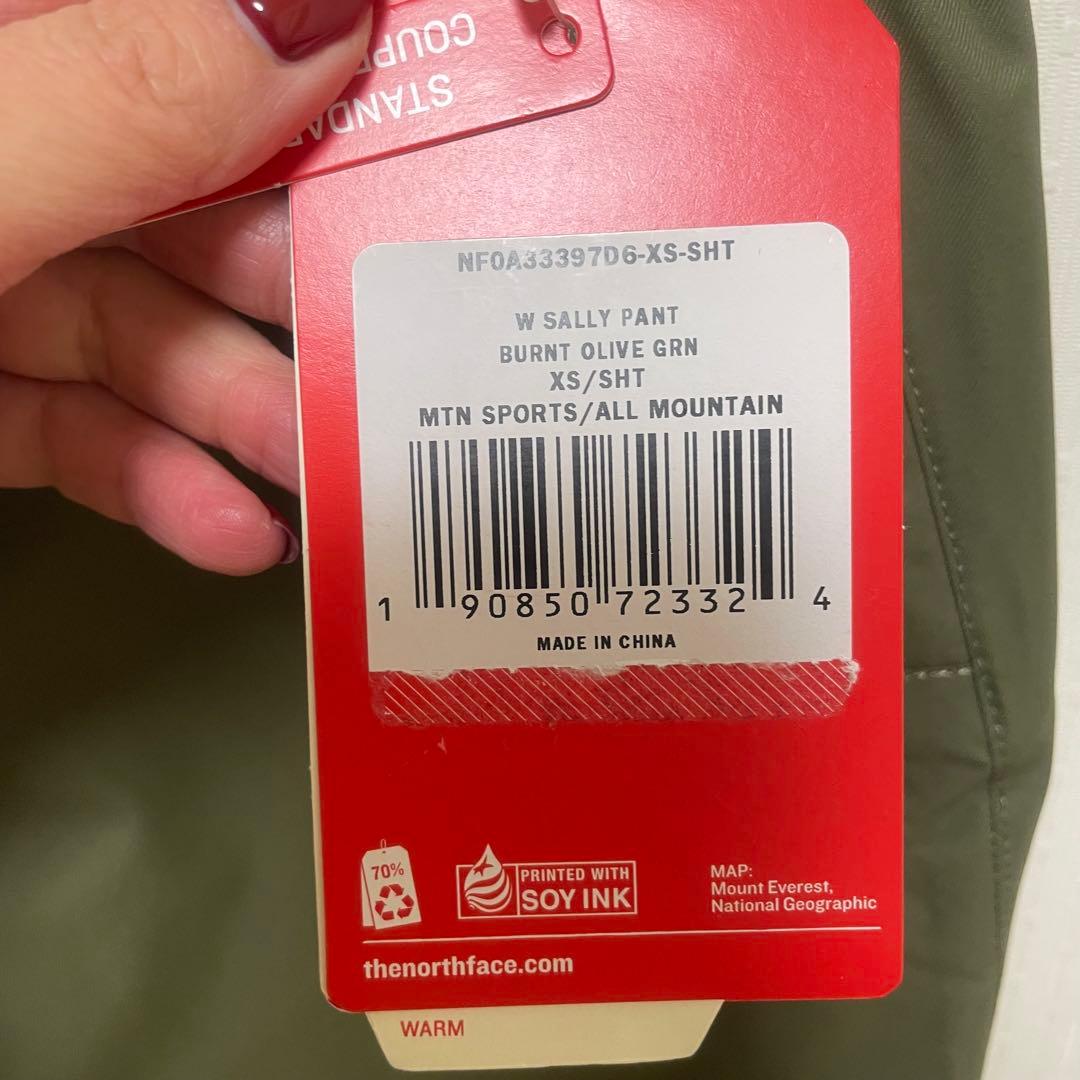 STANDA
COUP
NF0A33397D6-XS-SHT
W SALLY PANT
BURNT OLIVE GRN
XS/SHT
MTN SPORTS/ALL MOUNTAIN
1 90850 72332 4
MADE IN CHINA
70%
PRINTED WITH
SOY INK
MAP:
Mount Everest,
National Geographic
thenorthface.com
WARM